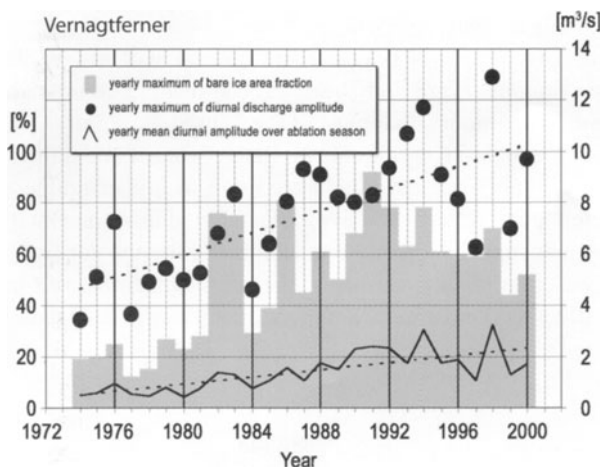 Vernagtferner
[m³/s]
14
yearly maximum of bare ice area fraction
yearly maximum of diurnal discharge amplitude
yearly mean diurnal amplitude over ablation season
12
[%]
100
10
80
8
60
6
40
4
20
2
0
0
1972 1976 1980 1984 1988 1992 1996 2000
Year